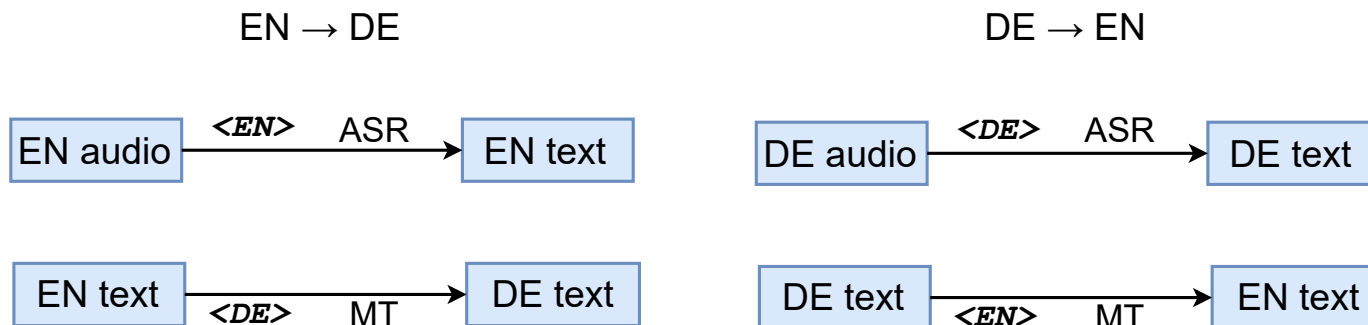 EN → DE
EN audio <EN> ASR EN text
EN text <DE> MT DE text
DE → EN
DE audio <DE> ASR DE text
DE text <EN> MT EN text